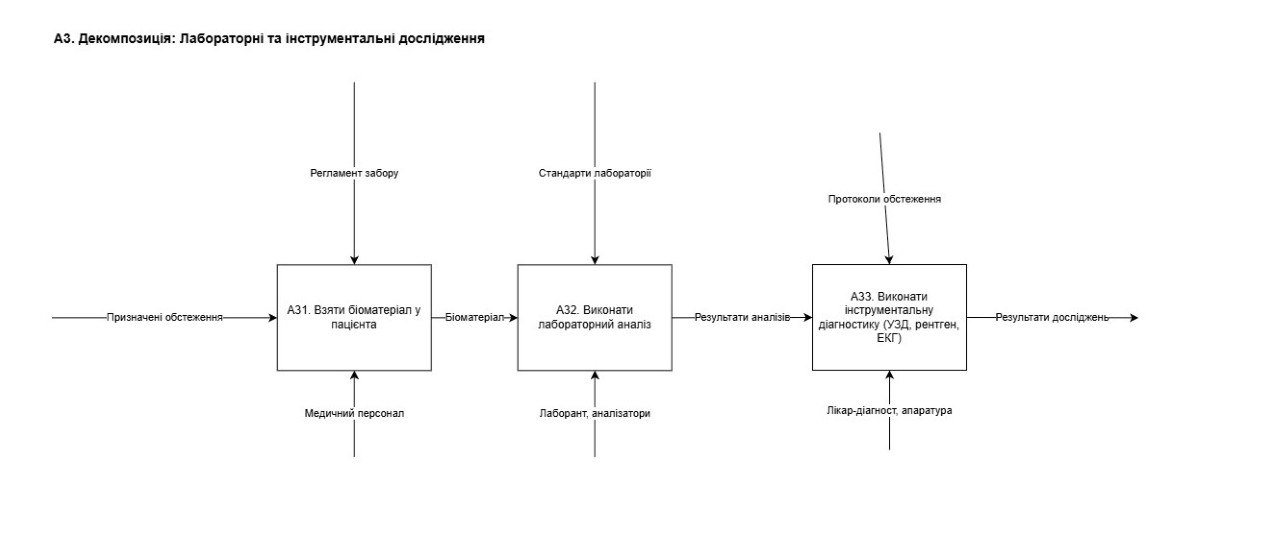 А3. Декомпозиція: Лабораторні та інструментальні дослідження
Регламент забору
Стандарти лабораторії
Протоколи обстеження
Призначені обстеження
А31. Взяти біоматеріал у
пацієнта
Біоматеріал
А32. Виконати
лабораторний аналіз
Результати аналізів
А33. Виконати
інструментальну
діагностику (УЗД, рентген,
ЕКГ)
Результати досліджень
Медичний персонал
Лаборант, аналізатори
Лікар-діагност, апаратура